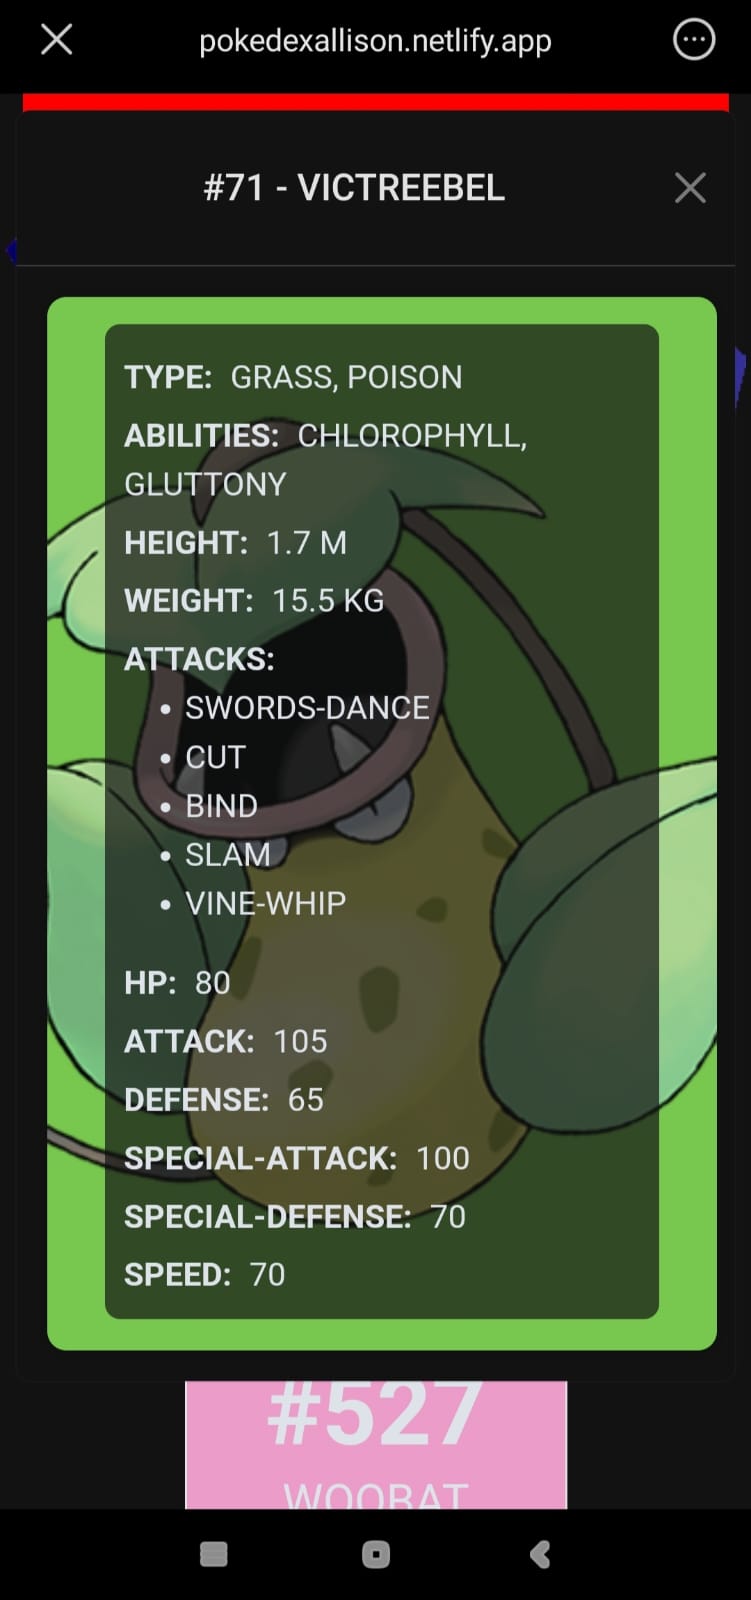 pokedexallison.netlify.app
#71 - VICTREEBEL
TYPE: GRASS, POISON
ABILITIES: CHLOROPHYLL,
GLUTTONY
HEIGHT: 1.7 M
WEIGHT: 15.5 KG
ATTACKS:
• SWORDS-DANCE
• CUT
• BIND
• SLAM
• VINE-WHIP
HP: 80
ATTACK: 105
DEFENSE: 65
SPECIAL-ATTACK: 100
SPECIAL-DEFENSE: 70
SPEED: 70
#527
WOOBAT